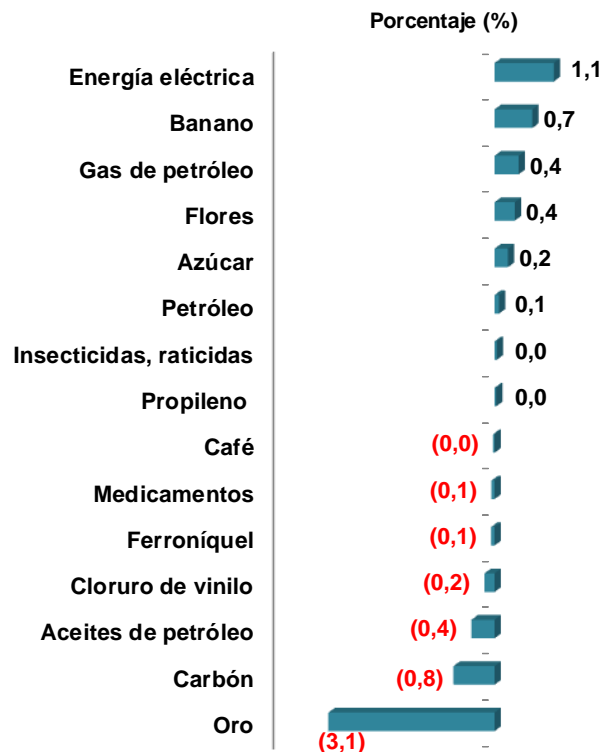 Porcentaje (%)
Energía eléctrica 1,1
Banano 0,7
Gas de petróleo 0,4
Flores 0,4
Azúcar 0,2
Petróleo 0,1
Insecticidas, raticidas 0,0
Propileno 0,0
Café (0,0)
Medicamentos (0,1)
Ferroníquel (0,1)
Cloruro de vinilo (0,2)
Aceites de petróleo (0,4)
Carbón (0,8)
Oro (3,1)